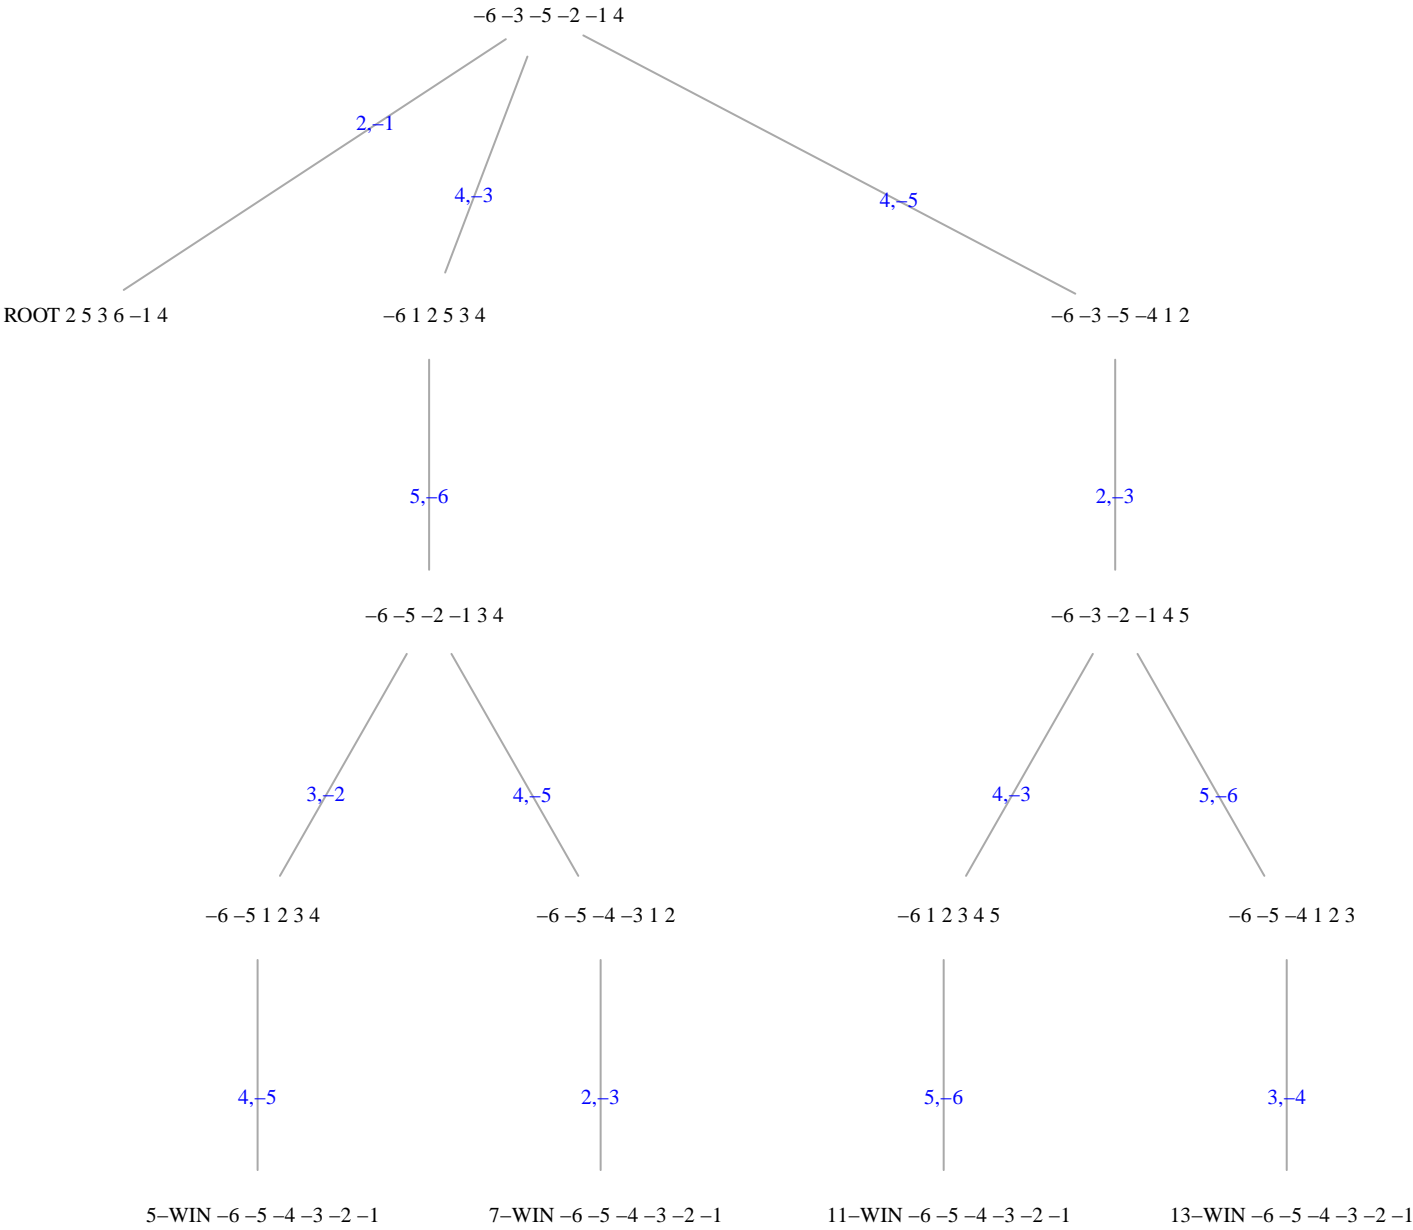 –6 –3 –5 –2 –1 4
2,–1
4,–3
4,–5
ROOT 2 5 3 6 –1 4
–6 1 2 5 3 4
–6 –3 –5 –4 1 2
5,–6
2,–3
–6 –5 –2 –1 3 4
–6 –3 –2 –1 4 5
3,–2
4,–5
4,–3
5,–6
–6 –5 1 2 3 4
–6 –5 –4 –3 1 2
–6 1 2 3 4 5
–6 –5 –4 1 2 3
4,–5
2,–3
5,–6
3,–4
5–WIN –6 –5 –4 –3 –2 –1
7–WIN –6 –5 –4 –3 –2 –1
11–WIN –6 –5 –4 –3 –2 –1
13–WIN –6 –5 –4 –3 –2 –1